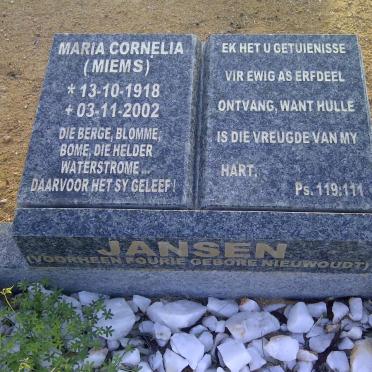 MARIA CORNELIA
(MIEMS)
* 13-10-1918
+ 03-11-2002
DIE BERGE, BLOMME,
BOME, DIE HELDER
WATERSTROME ...
DAARVOOR HET SY GELEEF!
EK HET U GETUIENISSE
VIR EWIG AS ERFDEEL
ONTVANG, WANT HULLE
IS DIE VREUGDE VAN MY
HART.
Ps. 119:111
JANSEN
(VOORHEEN FOURIE GEBORE NIEUWOUDT)